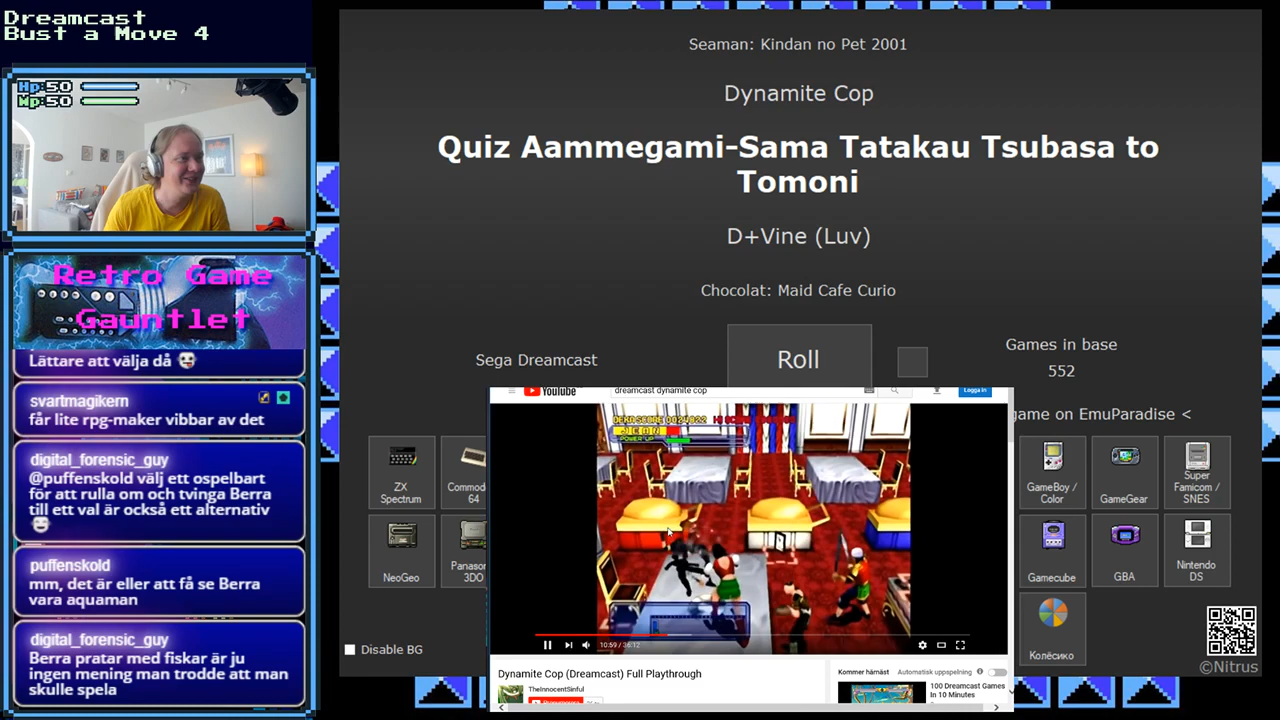 Dreamcast
Bust a Move 4
Hp:50
Mp:50
Retro Game
Gauntlet
Lättare att välja då
svartmagikern
får lite rpg-maker vibbar av det
digital_forensic_guy
@puffenskold välj ett ospelbart
för att rulla om och tvinga Berra
till ett val är också ett alternativ
puffenskold
mm, det är eller att få se Berra
vara aquaman
digital_forensic_guy
Berra pratar med fiskar är ju
ingen mening man trodde att man
skulle spela
Seaman: Kindan no Pet 2001
Dynamite Cop
Quiz Aammegami-Sama Tatakau Tsubasa to
Tomoni
D+Vine (Luv)
Chocolat: Maid Cafe Curio
Sega Dreamcast
Roll
Games in base
552
game on EmuParadise <
ZX
Spectrum
Commod
64
NeoGeo
Panaso
3DO
GameBoy /
Color
GameGear
Super
Famicom /
SNES
Gamecube
GBA
Nintendo
DS
Колёсико
Disable BG
©Nitrus
YouTube
dreamcast dynamite cop
Logga in
POWER UP
10:59 / 36:12
Dynamite Cop (Dreamcast) Full Playthrough
TheInnocentSinful
Kommer härnäst
Automatisk uppspelning
100 Dreamcast Games
In 10 Minutes